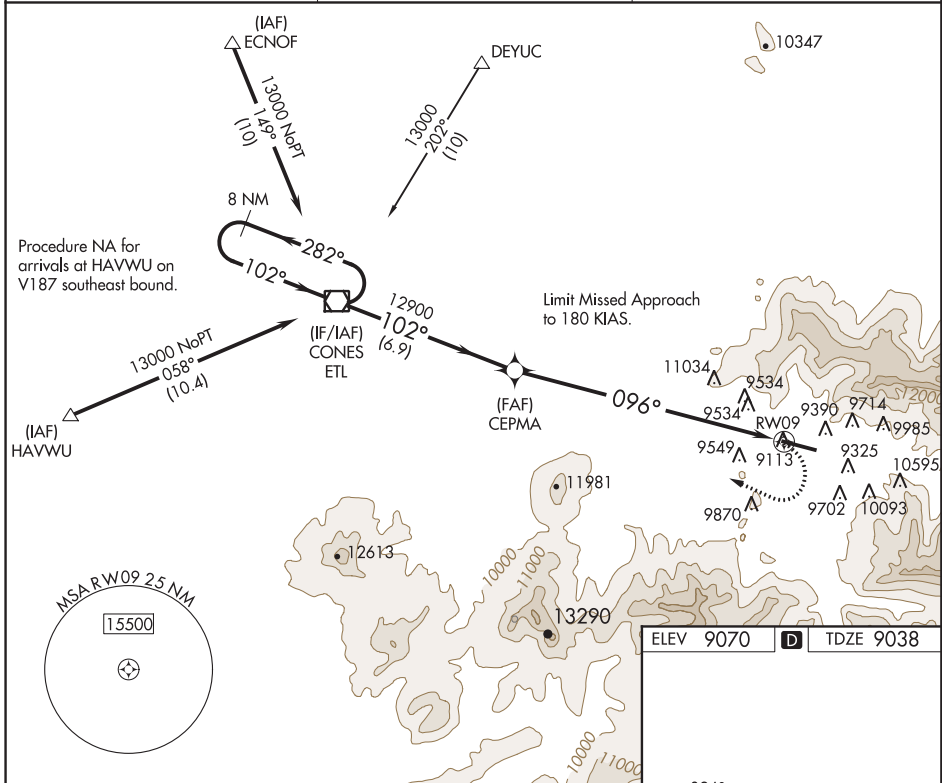 (IAF)
ECNOF
DEYUC
10347
13000 NoPT
149°
(10)
13000
202°
(10)
8 NM
282°
102°
Procedure NA for
arrivals at HAVWU on
V187 southeast bound.
(IF/IAF)
CONES
ETL
12900
102°
(6.9)
Limit Missed Approach
to 180 KIAS.
13000 NoPT
058°
(10.4)
(IAF)
HAVWU
(FAF)
CEPMA
096°
11034
9534
9534
12000
9390
9714
9985
RW09
9113
9549
9325
10595
9870
9702
10093
11981
12613
10000
11000
13290
MSA RW09 25 NM
15500
ELEV 9070 D TDZE 9038
10000
11000